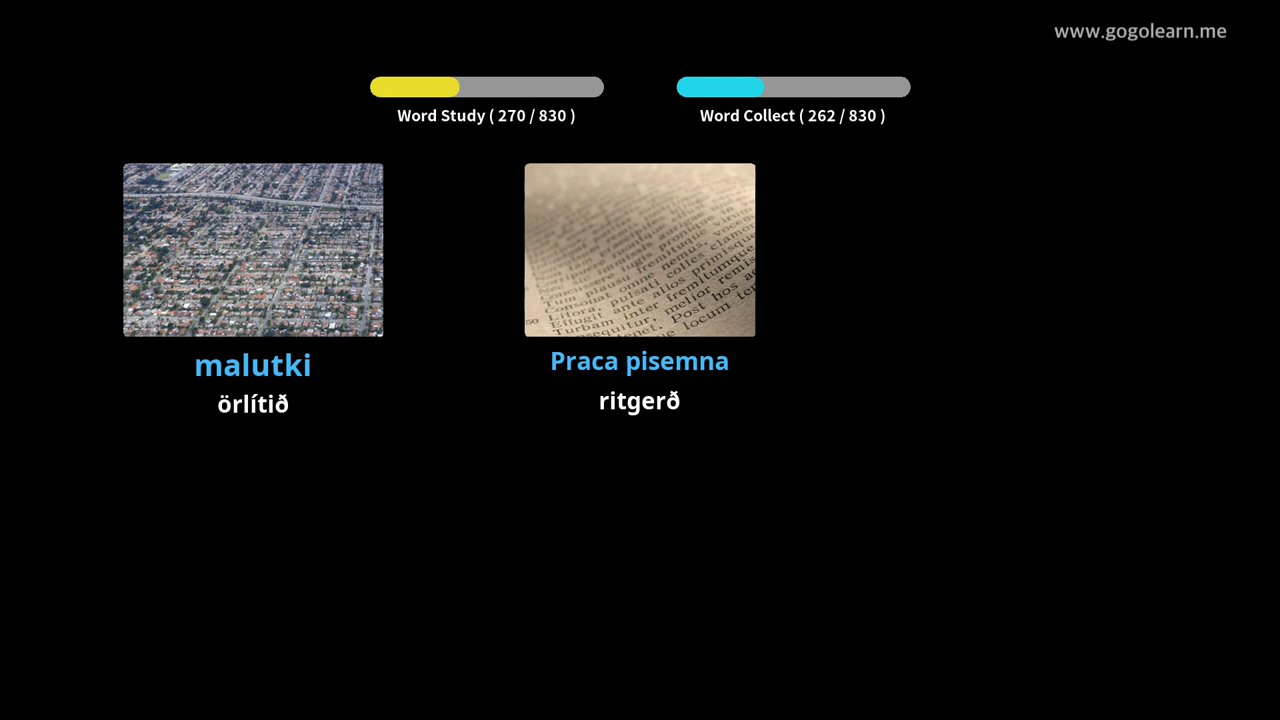 www.gogolearn.me
Word Study ( 270 / 830 )
Word Collect ( 262 / 830 )
malutki
örlítið
Praca pisemna
ritgerð